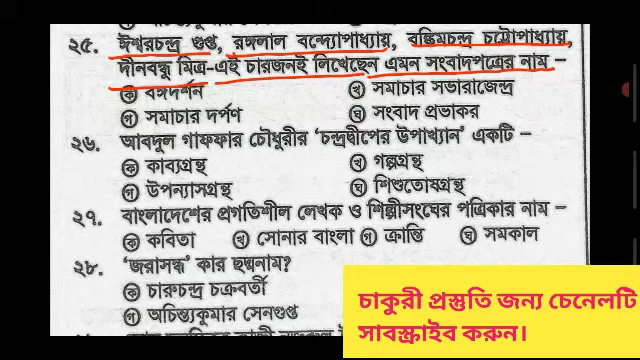 ২৫. ঈশ্বরচন্দ্র গুপ্ত, রঙ্গলাল বন্দ্যোপাধ্যায়, বঙ্কিমচন্দ্র চট্টোপাধ্যায়,
দীনবন্ধু মিত্র-এই চারজনই লিখেছেন এমন সংবাদপত্রের নাম –
ক বঙ্গদর্শন খ সমাচার সভারাজেন্দ্র
গ সমাচার দর্পণ ঘ সংবাদ প্রভাকর
২৬. আবদুল গাফফার চৌধুরীর ‘চন্দ্রদ্বীপের উপাখ্যান’ একটি –
ক কাব্যগ্রন্থ খ গল্পগ্রন্থ
গ উপন্যাসগ্রন্থ ঘ শিশুতোষগ্রন্থ
২৭. বাংলাদেশের প্রগতিশীল লেখক ও শিল্পীসংঘের পত্রিকার নাম –
ক কবিতা খ সোনার বাংলা গ ক্রান্তি ঘ সমকাল
২৮. ‘জরাসন্ধ’ কার ছদ্মনাম?
ক চারুচন্দ্র চক্রবর্তী
গ অচিন্ত্যকুমার সেনগুপ্ত
চাকুরী প্রস্তুতি জন্য চেনেলটি
সাবস্ক্রাইব করুন।